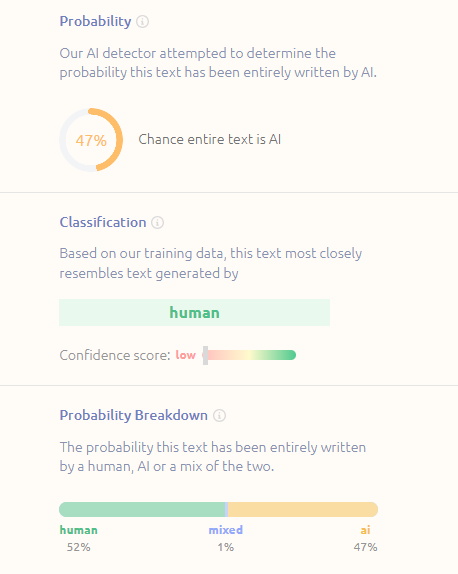 Probability
Our AI detector attempted to determine the
probability this text has been entirely written by AI.
47%
Chance entire text is AI
Classification
Based on our training data, this text most closely
resembles text generated by
human
Confidence score: low
Probability Breakdown
The probability this text has been entirely written
by a human, AI or a mix of the two.
human mixed ai
52% 1% 47%